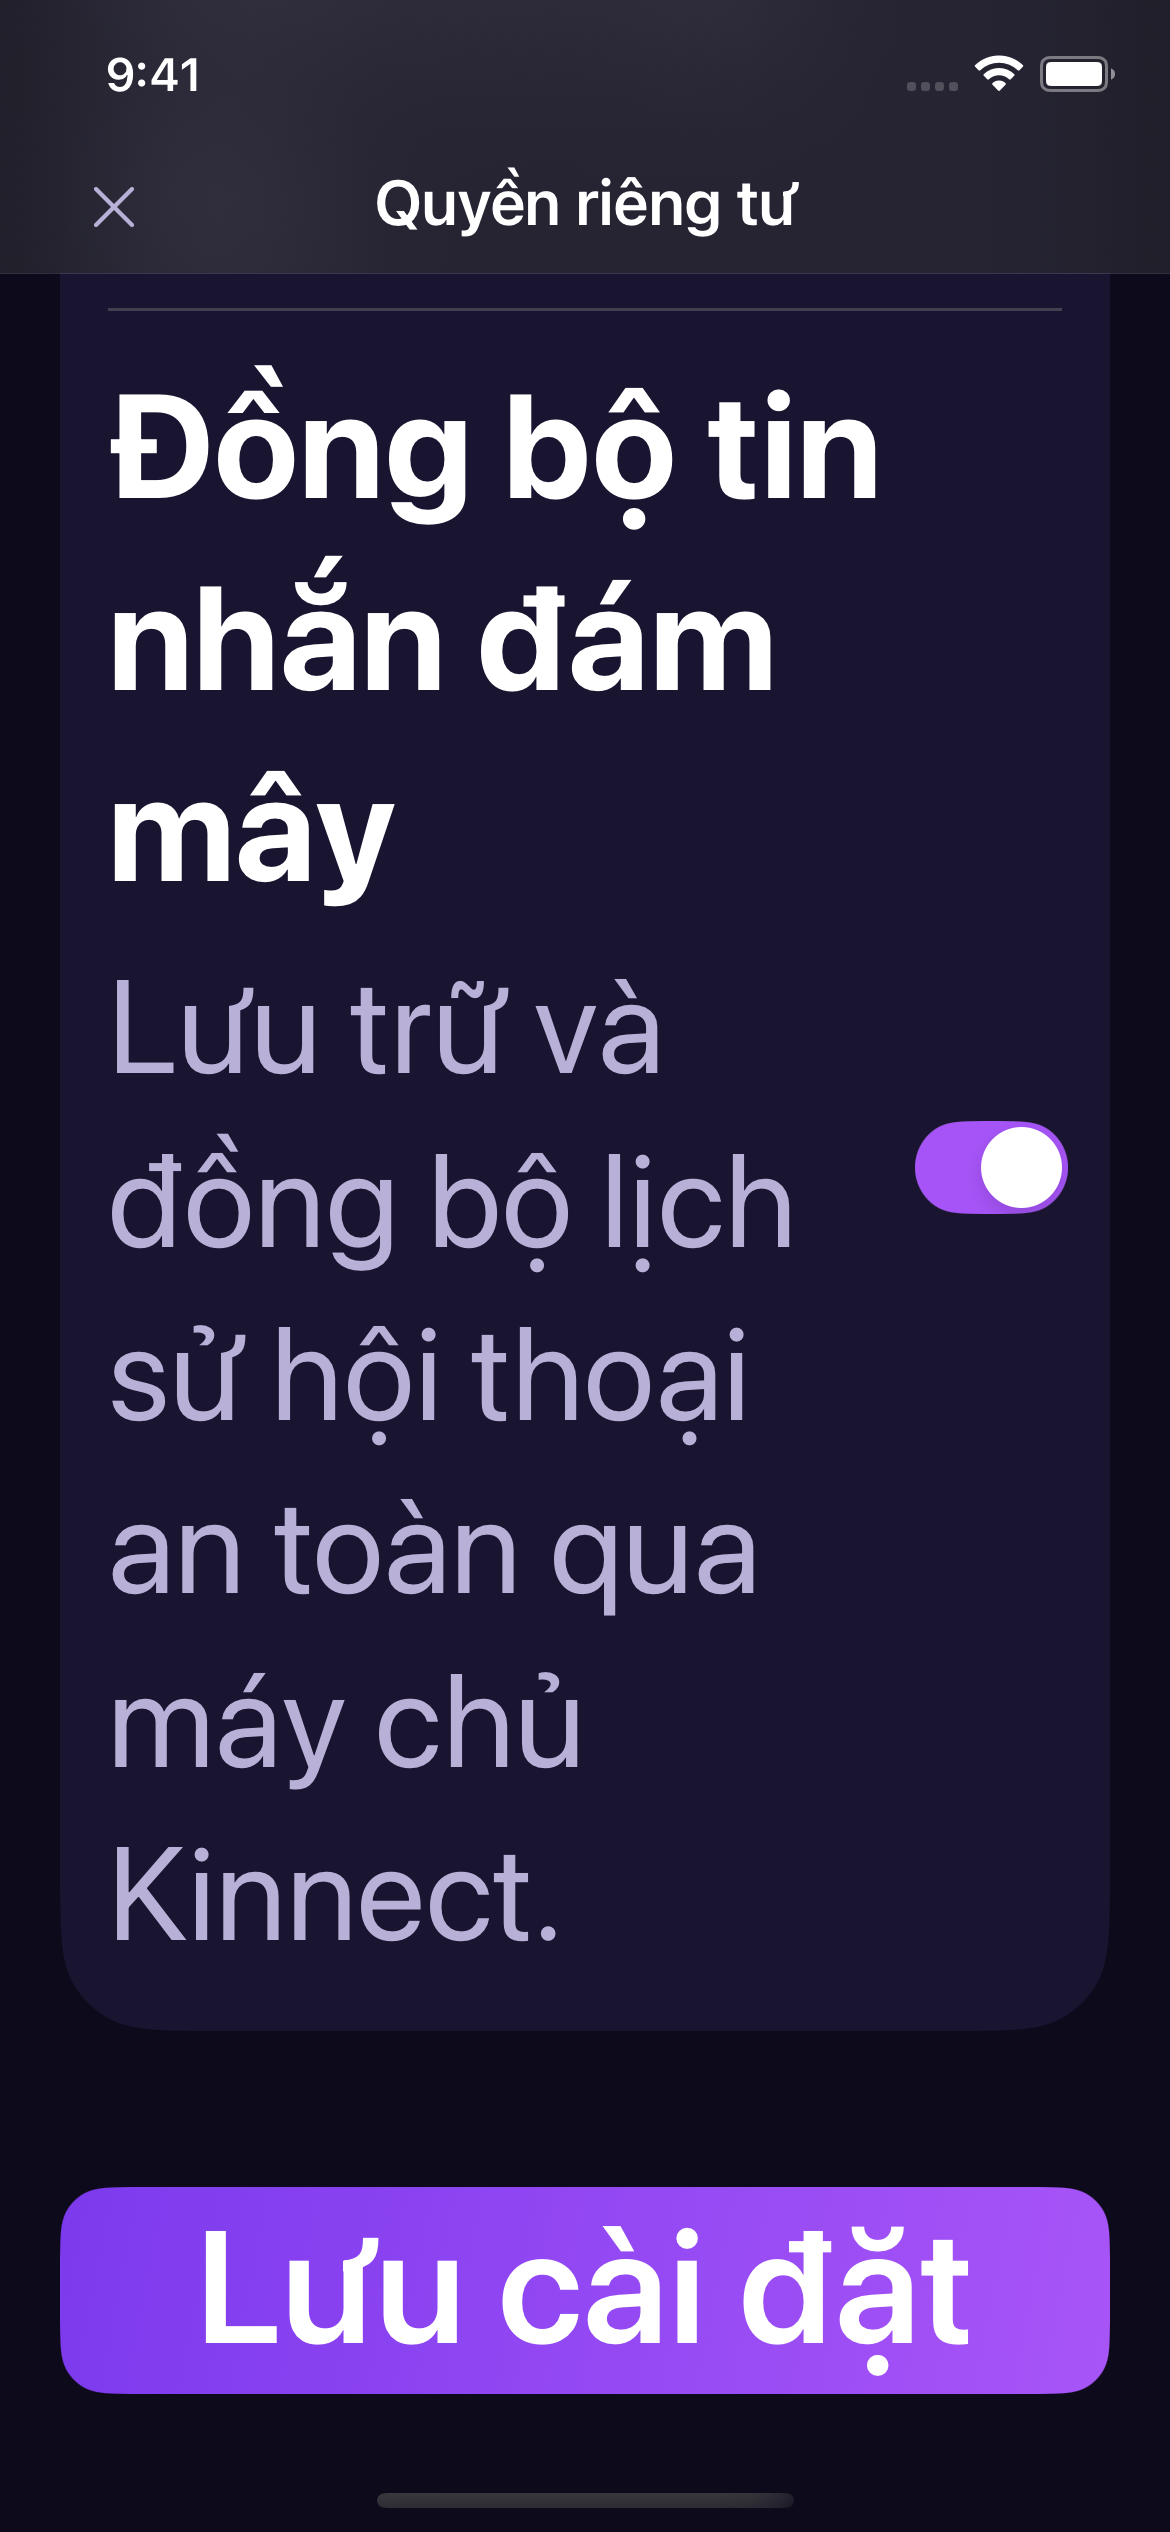 9:41
Quyền riêng tư
Đồng bộ tin
nhắn đám
mây
Lưu trữ và
đồng bộ lịch
sử hội thoại
an toàn qua
máy chủ
Kinnect.
Lưu cài đặt